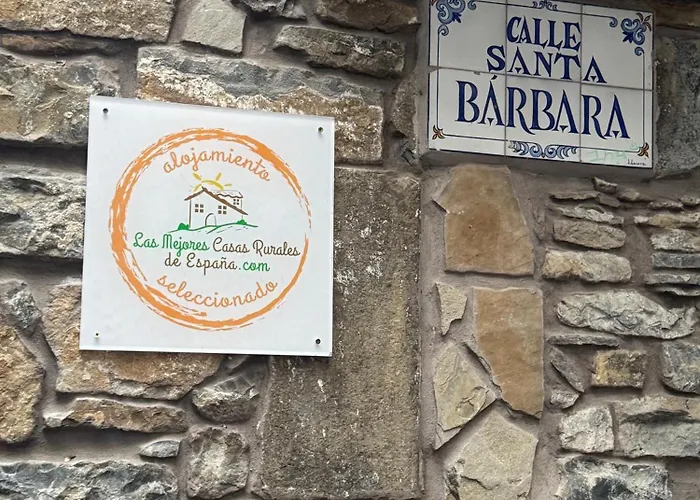 CALLE
SANTA
BÁRBARA
alojamiento
Las Mejores Casas Rurales
de España.com
seleccionado